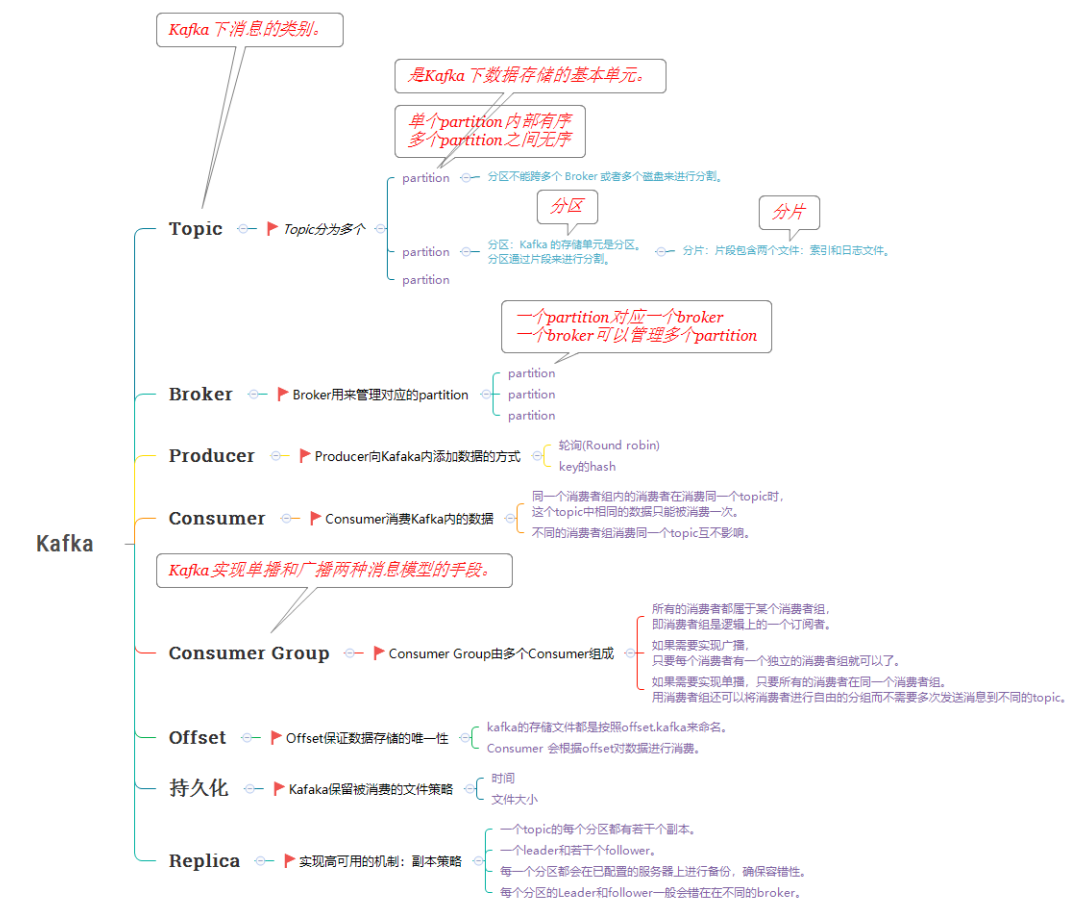 Kafka下消息的类别。
是Kafka下数据存储的基本单元。
单个partition内部有序
多个partition之间无序
partition
分区不能跨多个 Broker 或者多个磁盘来进行分割。
分区
分片
Topic
Topic分为多个
partition
分区：Kafka 的存储单元是分区。
分区通过片段来进行分割。
分片：片段包含两个文件：索引和日志文件。
partition
一个partition对应一个broker
一个broker可以管理多个partition
partition
Broker
Broker用来管理对应的partition
partition
partition
Producer
Producer向Kafaka内添加数据的方式
轮询(Round robin)
key的hash
Consumer
Consumer消费Kafka内的数据
同一个消费者组内的消费者在消费同一个topic时，
这个topic中相同的数据只能被消费一次。
不同的消费者组消费同一个topic互不影响。
Kafka
Kafka实现单播和广播两种消息模型的手段。
Consumer Group
Consumer Group由多个Consumer组成
所有的消费者都属于某个消费者组，
即消费者组是逻辑上的一个订阅者。
如果需要实现广播，
只要每个消费者有一个独立的消费者组就可以了。
如果需要实现单播，只要所有的消费者在同一个消费者组。
用消费者组还可以将消费者进行自由的分组而不需要多次发送消息到不同的topic。
Offset
Offset保证数据存储的唯一性
kafka的存储文件都是按照offset.kafka来命名。
Consumer 会根据offset对数据进行消费。
持久化
Kafaka保留被消费的文件策略
时间
文件大小
Replica
实现高可用的机制：副本策略
一个topic的每个分区都有若干个副本。
一个leader和若干个follower。
每一个分区都会在已配置的服务器上进行备份，确保容错性。
每个分区的Leader和follower一般会错在在不同的broker。